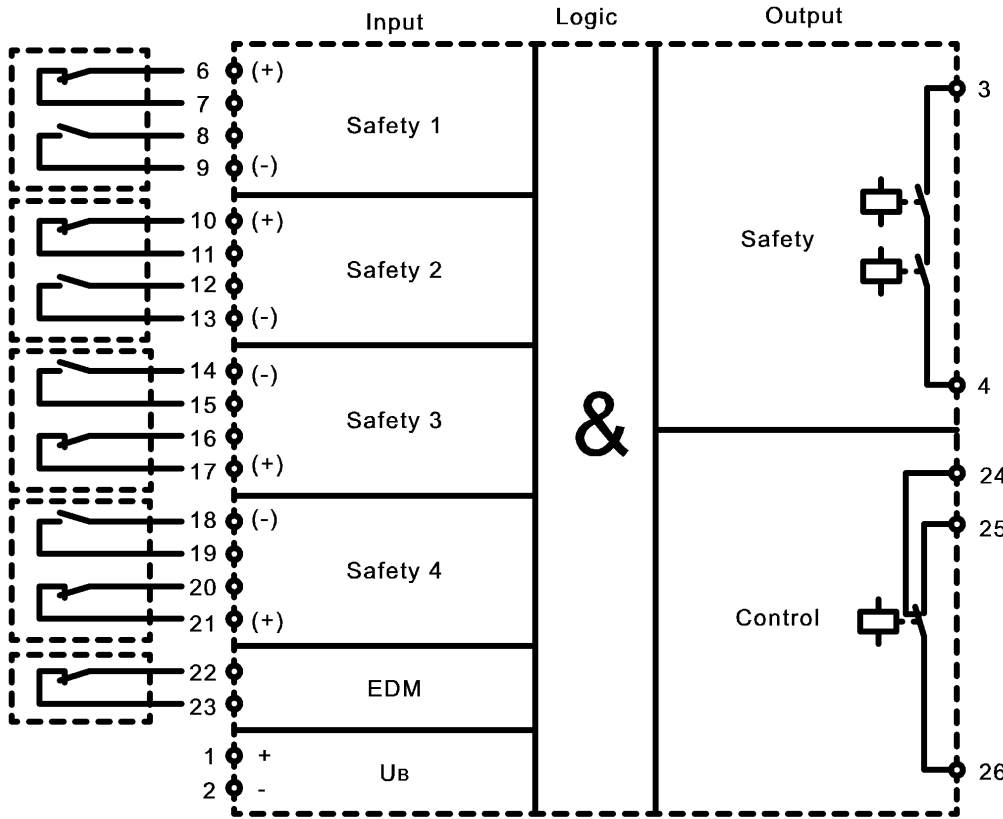 Input Logic Output
6 (+)
7
Safety 1
8
9 (-)
10 (+)
11
Safety 2
12
13 (-)
14 (-)
15
Safety 3
16
17 (+)
18 (-)
19
Safety 4
20
21 (+)
22
EDM
23
1 +
UB
2 -
&
3
Safety
4
24
25
Control
26